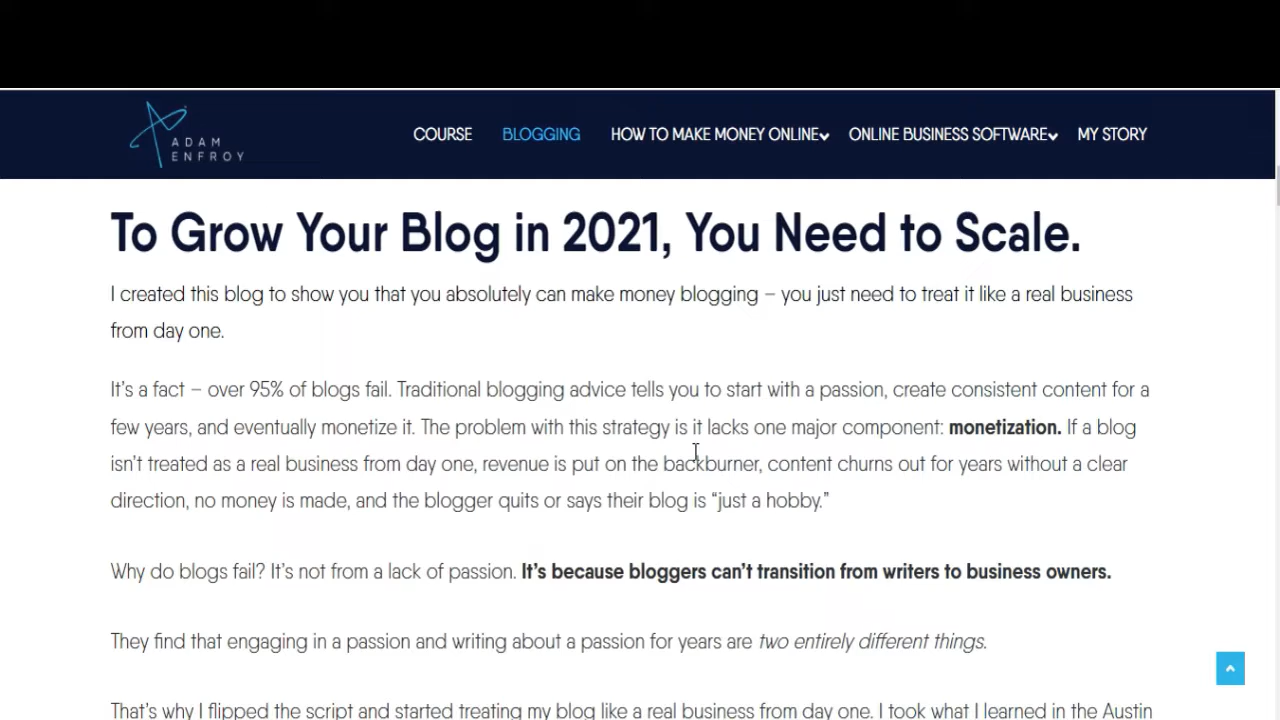 ADAM
ENFROY
COURSE BLOGGING HOW TO MAKE MONEY ONLINE ONLINE BUSINESS SOFTWARE MY STORY
To Grow Your Blog in 2021, You Need to Scale.
I created this blog to show you that you absolutely can make money blogging – you just need to treat it like a real business
from day one.
It’s a fact – over 95% of blogs fail. Traditional blogging advice tells you to start with a passion, create consistent content for a
few years, and eventually monetize it. The problem with this strategy is it lacks one major component: monetization. If a blog
isn’t treated as a real business from day one, revenue is put on the backburner, content churns out for years without a clear
direction, no money is made, and the blogger quits or says their blog is “just a hobby.”
Why do blogs fail? It’s not from a lack of passion. It’s because bloggers can’t transition from writers to business owners.
They find that engaging in a passion and writing about a passion for years are two entirely different things.
That’s why I flipped the script and started treating my blog like a real business from day one. I took what I learned in the Austin